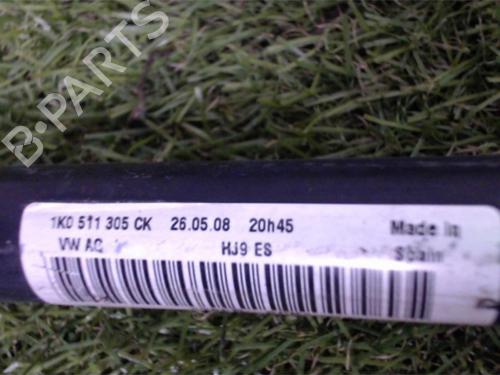 B-PARTS
1K0 511 305 CK 26.05.08 20h45 Made in
VW AG HJ9 ES Spain